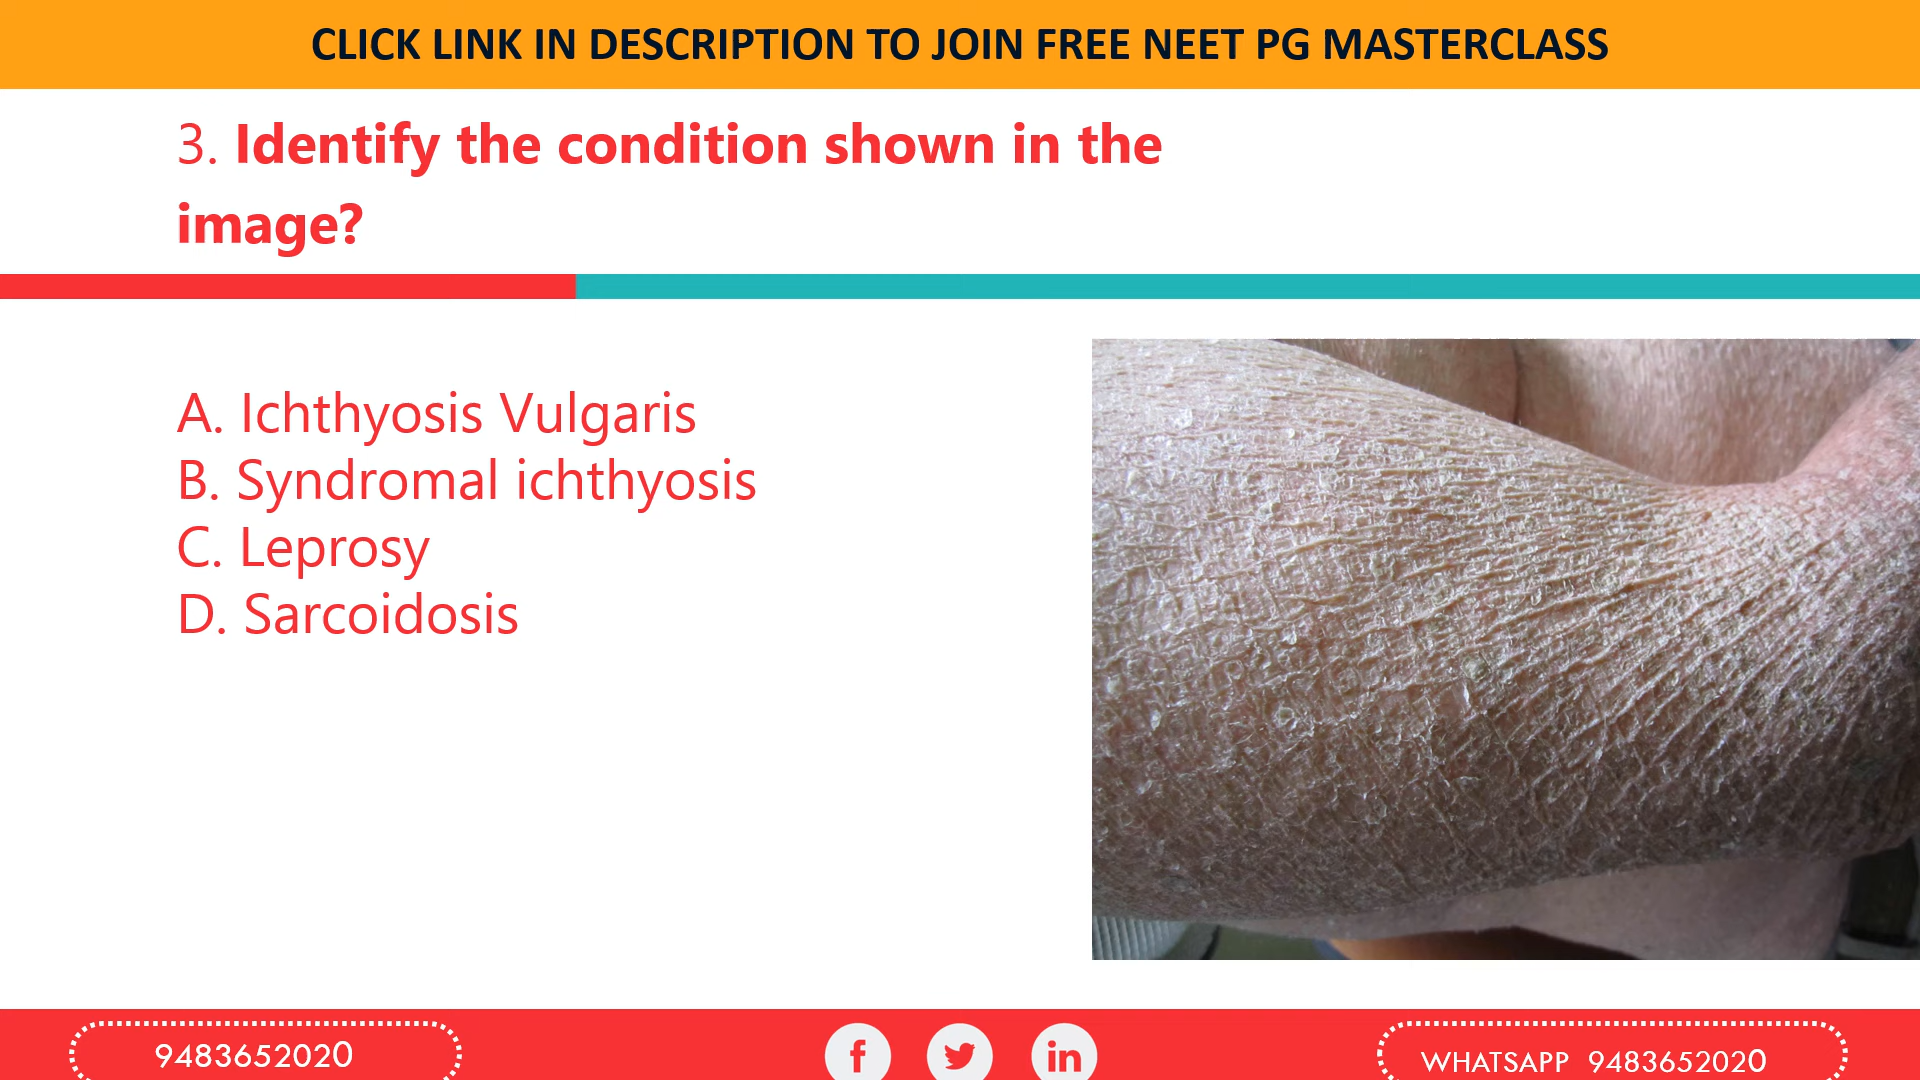 CLICK LINK IN DESCRIPTION TO JOIN FREE NEET PG MASTERCLASS
3. Identify the condition shown in the
image?
A. Ichthyosis Vulgaris
B. Syndromal ichthyosis
C. Leprosy
D. Sarcoidosis
9483652020
f
in
WHATSAPP 9483652020